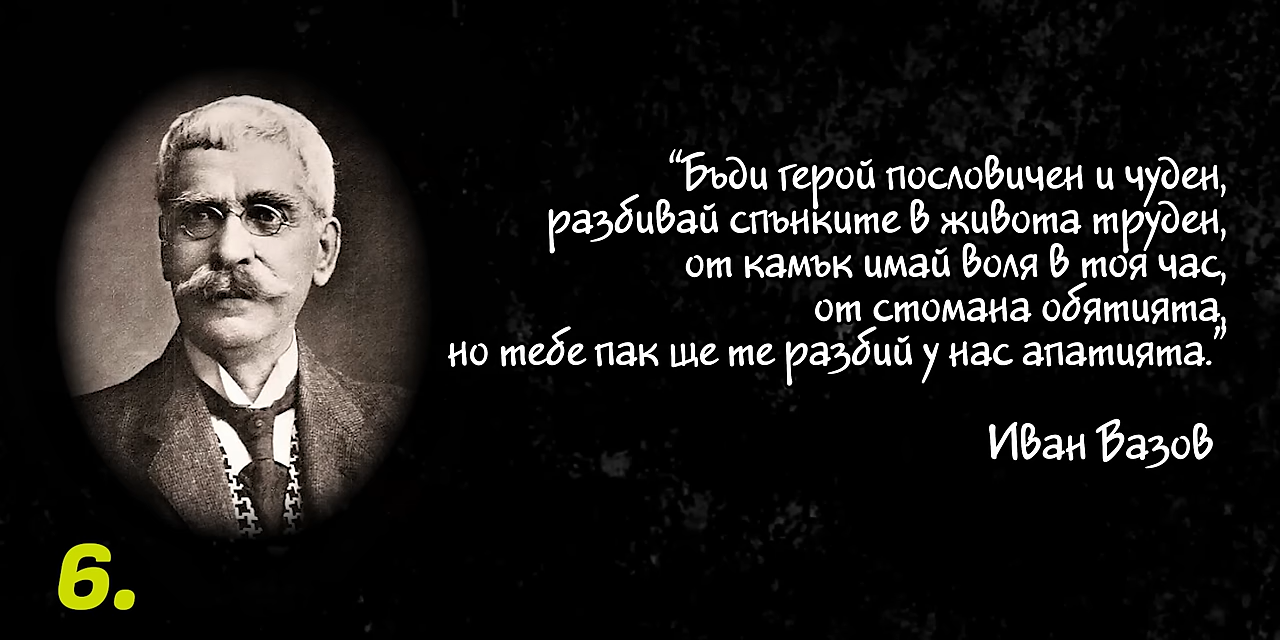 “Бъди герой пословичен и чуден,
разбивай спънките в живота труден,
от камък имай воля в тоя час,
от стомана обятията,
но тебе пак ще те разбий у нас апатията.”
Иван Вазов
6.